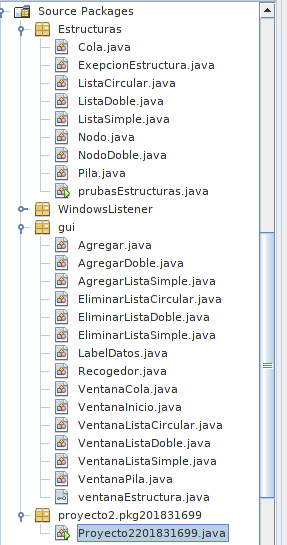 Source Packages
Estructuras
Cola.java
ExepcionEstructura.java
ListaCircular.java
ListaDoble.java
ListaSimple.java
Nodo.java
NodoDoble.java
Pila.java
prubasEstructuras.java
WindowsListener
gui
Agregar.java
AgregarDoble.java
AgregarListaSimple.java
EliminarListaCircular.java
EliminarListaDoble.java
EliminarListaSimple.java
LabelDatos.java
Recogedor.java
VentanaCola.java
VentanaInicio.java
VentanaListaCircular.java
VentanaListaDoble.java
VentanaListaSimple.java
VentanaPila.java
ventanaEstructura.java
proyecto2.pkg201831699
Proyecto2201831699.java